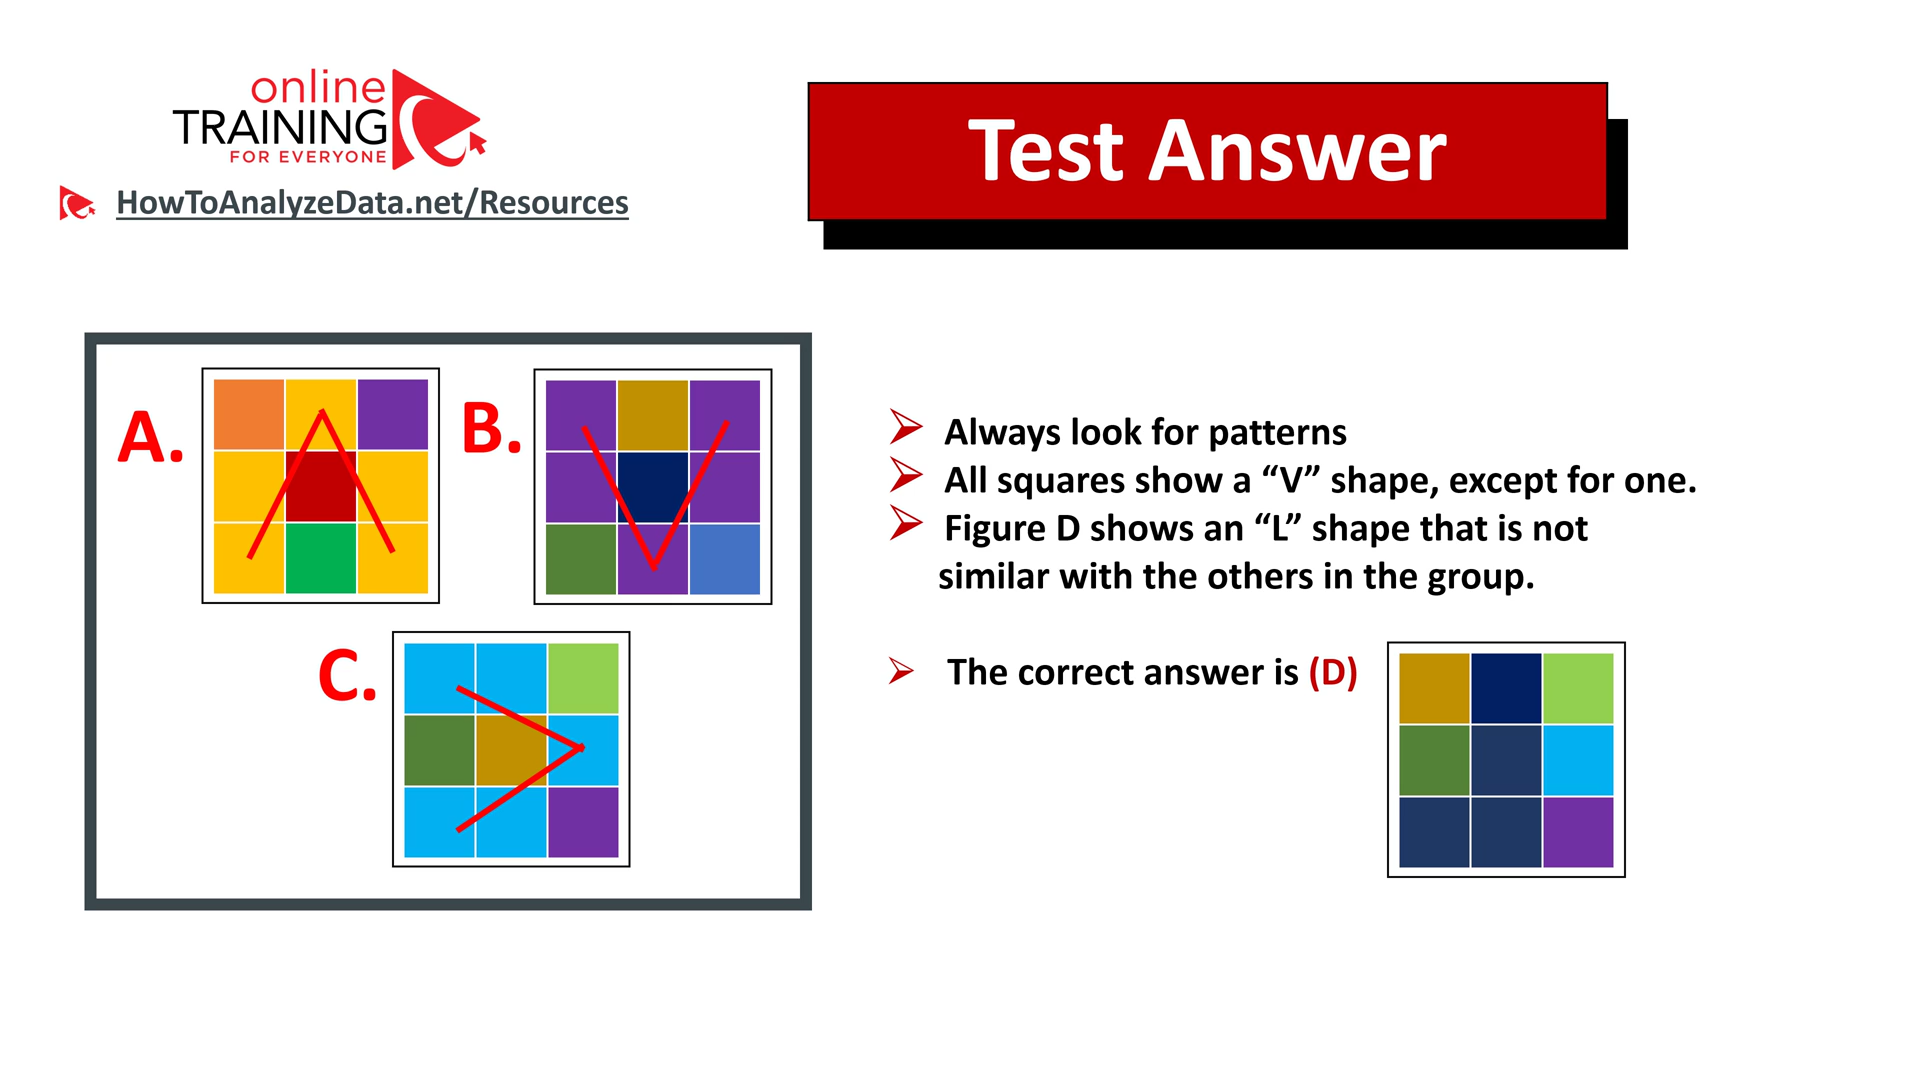 online
TRAINING
FOR EVERYONE
HowToAnalyzeData.net/Resources
Test Answer
A.
B.
C.
Always look for patterns
All squares show a “V” shape, except for one.
Figure D shows an “L” shape that is not
similar with the others in the group.
The correct answer is (D)